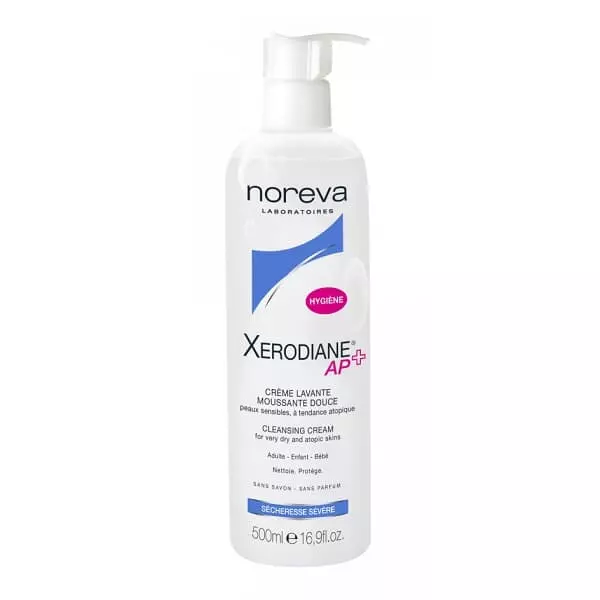 noreva
LABORATOIRES
HYGIÈNE
XERODIANE®
AP+
CRÈME LAVANTE
MOUSSANTE DOUCE
peaux sensibles, à tendance atopique
CLEANSING CREAM
for very dry and atopic skins
Adulte - Enfant - Bébé
Nettoie, Protège.
SANS SAVON - SANS PARFUM
SÉCHERESSE SÉVÈRE
500ml ℮ 16,9fl.oz.